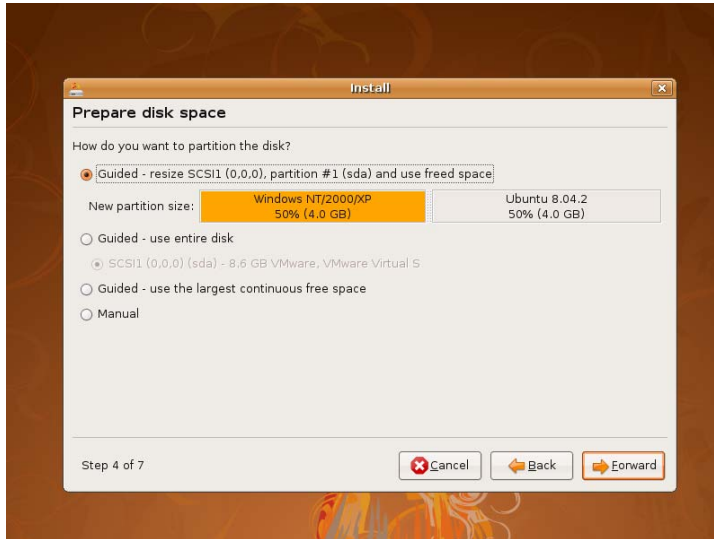 Install
Prepare disk space
How do you want to partition the disk?
Guided - resize SCSI1 (0,0,0), partition #1 (sda) and use freed space
New partition size:
Windows NT/2000/XP
50% (4.0 GB)
Ubuntu 8.04.2
50% (4.0 GB)
Guided - use entire disk
SCSI1 (0,0,0) (sda) - 8.6 GB VMware, VMware Virtual S
Guided - use the largest continuous free space
Manual
Step 4 of 7
Cancel
Back
Forward